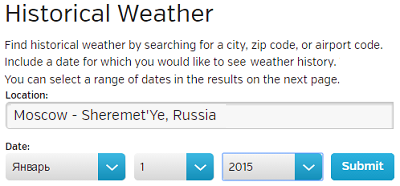 Historical Weather
Find historical weather by searching for a city, zip code, or airport code.
Include a date for which you would like to see weather history.
You can select a range of dates in the results on the next page.
Location:
Moscow - Sheremet'Ye, Russia
Date:
Январь 1 2015 Submit